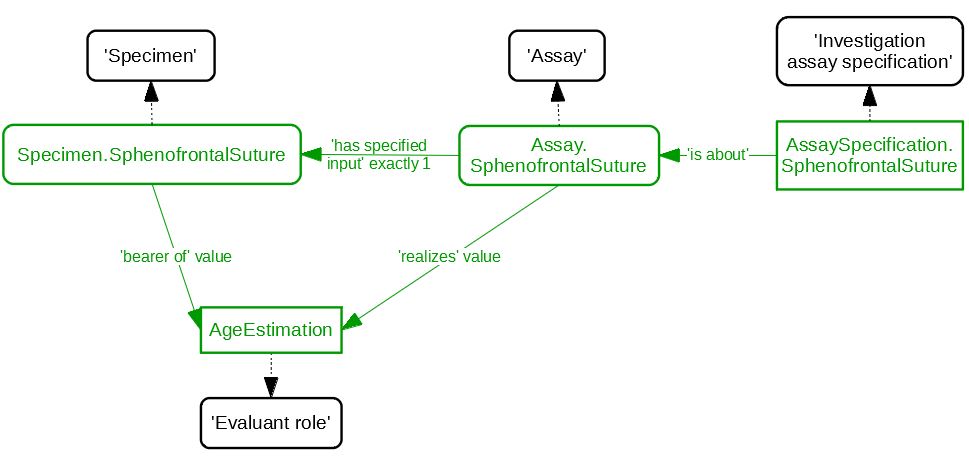 'Specimen'
'Assay'
'Investigation
assay specification'
Specimen.SphenofrontalSuture
'has specified
input' exactly 1
Assay.
SphenofrontalSuture
'is about'
AssaySpecification.
SphenofrontalSuture
'bearer of' value
'realizes' value
AgeEstimation
'Evaluant role'